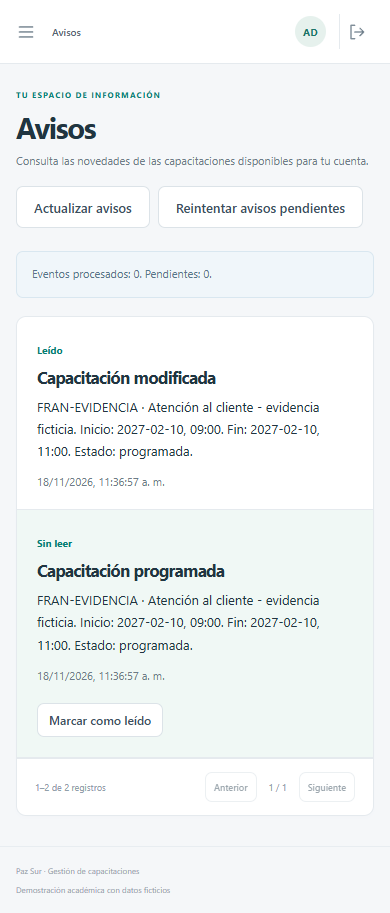 Avisos
AD
TU ESPACIO DE INFORMACIÓN
Avisos
Consulta las novedades de las capacitaciones disponibles para tu cuenta.
Actualizar avisos
Reintentar avisos pendientes
Eventos procesados: 0. Pendientes: 0.
Leído
Capacitación modificada
FRAN-EVIDENCIA · Atención al cliente - evidencia
ficticia. Inicio: 2027-02-10, 09:00. Fin: 2027-02-10,
11:00. Estado: programada.
18/11/2026, 11:36:57 a. m.
Sin leer
Capacitación programada
FRAN-EVIDENCIA · Atención al cliente - evidencia
ficticia. Inicio: 2027-02-10, 09:00. Fin: 2027-02-10,
11:00. Estado: programada.
18/11/2026, 11:36:57 a. m.
Marcar como leído
1–2 de 2 registros
Anterior
1 / 1
Siguiente
Paz Sur · Gestión de capacitaciones
Demostración académica con datos ficticios